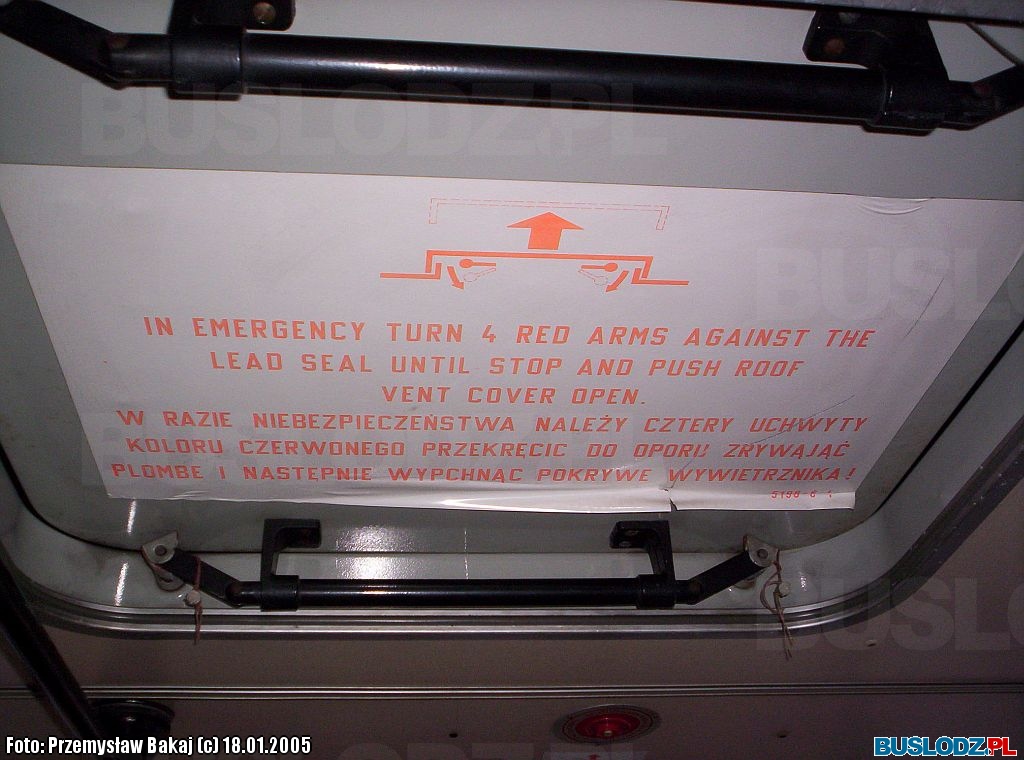 IN EMERGENCY TURN 4 RED ARMS AGAINST THE
LEAD SEAL UNTIL STOP AND PUSH ROOF
VENT COVER OPEN.
W RAZIE NIEBEZPIECZEŃSTWA NALEŻY CZTERY UCHWYTY
KOLORU CZERWONEGO PRZEKRĘCIC DO OPORU ZRYWAJĄĆ
PLOMBE I NASTĘPNIE WYPCHNĄC POKRYWE WYWIETRZNIKA!
Foto: Przemysław Bakaj (c) 18.01.2005
BUSLODZ.PL